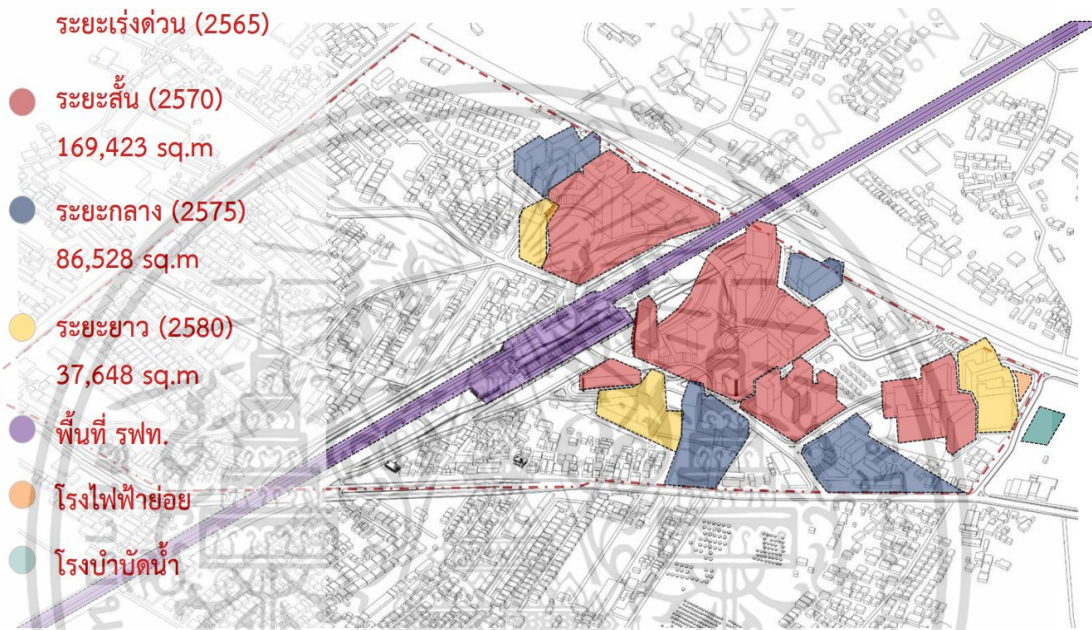 ระยะเร่งด่วน (2565)
ระยะสั้น (2570)
169,423 sq.m
ระยะกลาง (2575)
86,528 sq.m
ระยะยาว (2580)
37,648 sq.m
พื้นที่ รฟท.
โรงไฟฟ้าย่อย
โรงบำบัดน้ำ